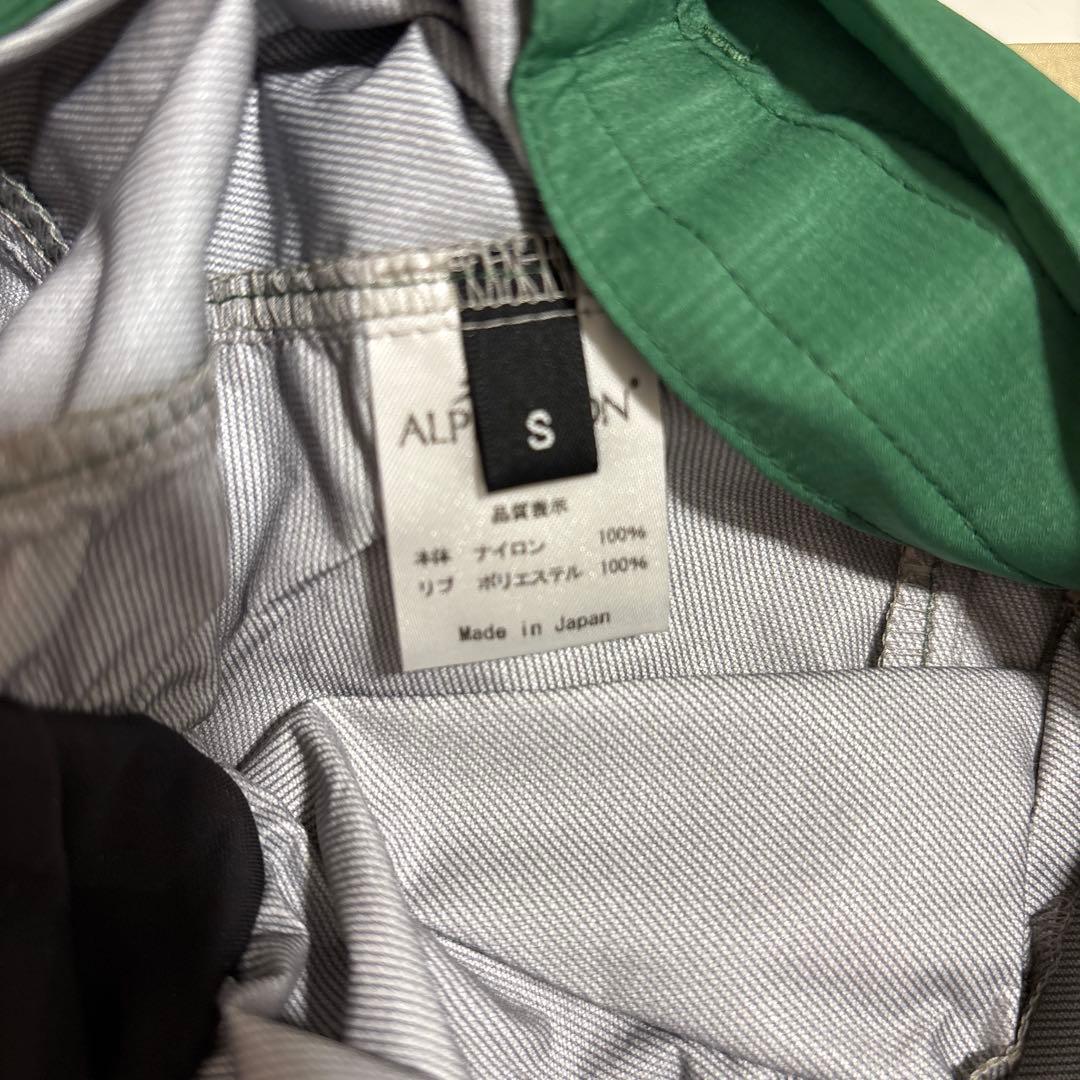 S
品質表示
本体 ナイロン 100%
リブ ポリエステル 100%
Made in Japan